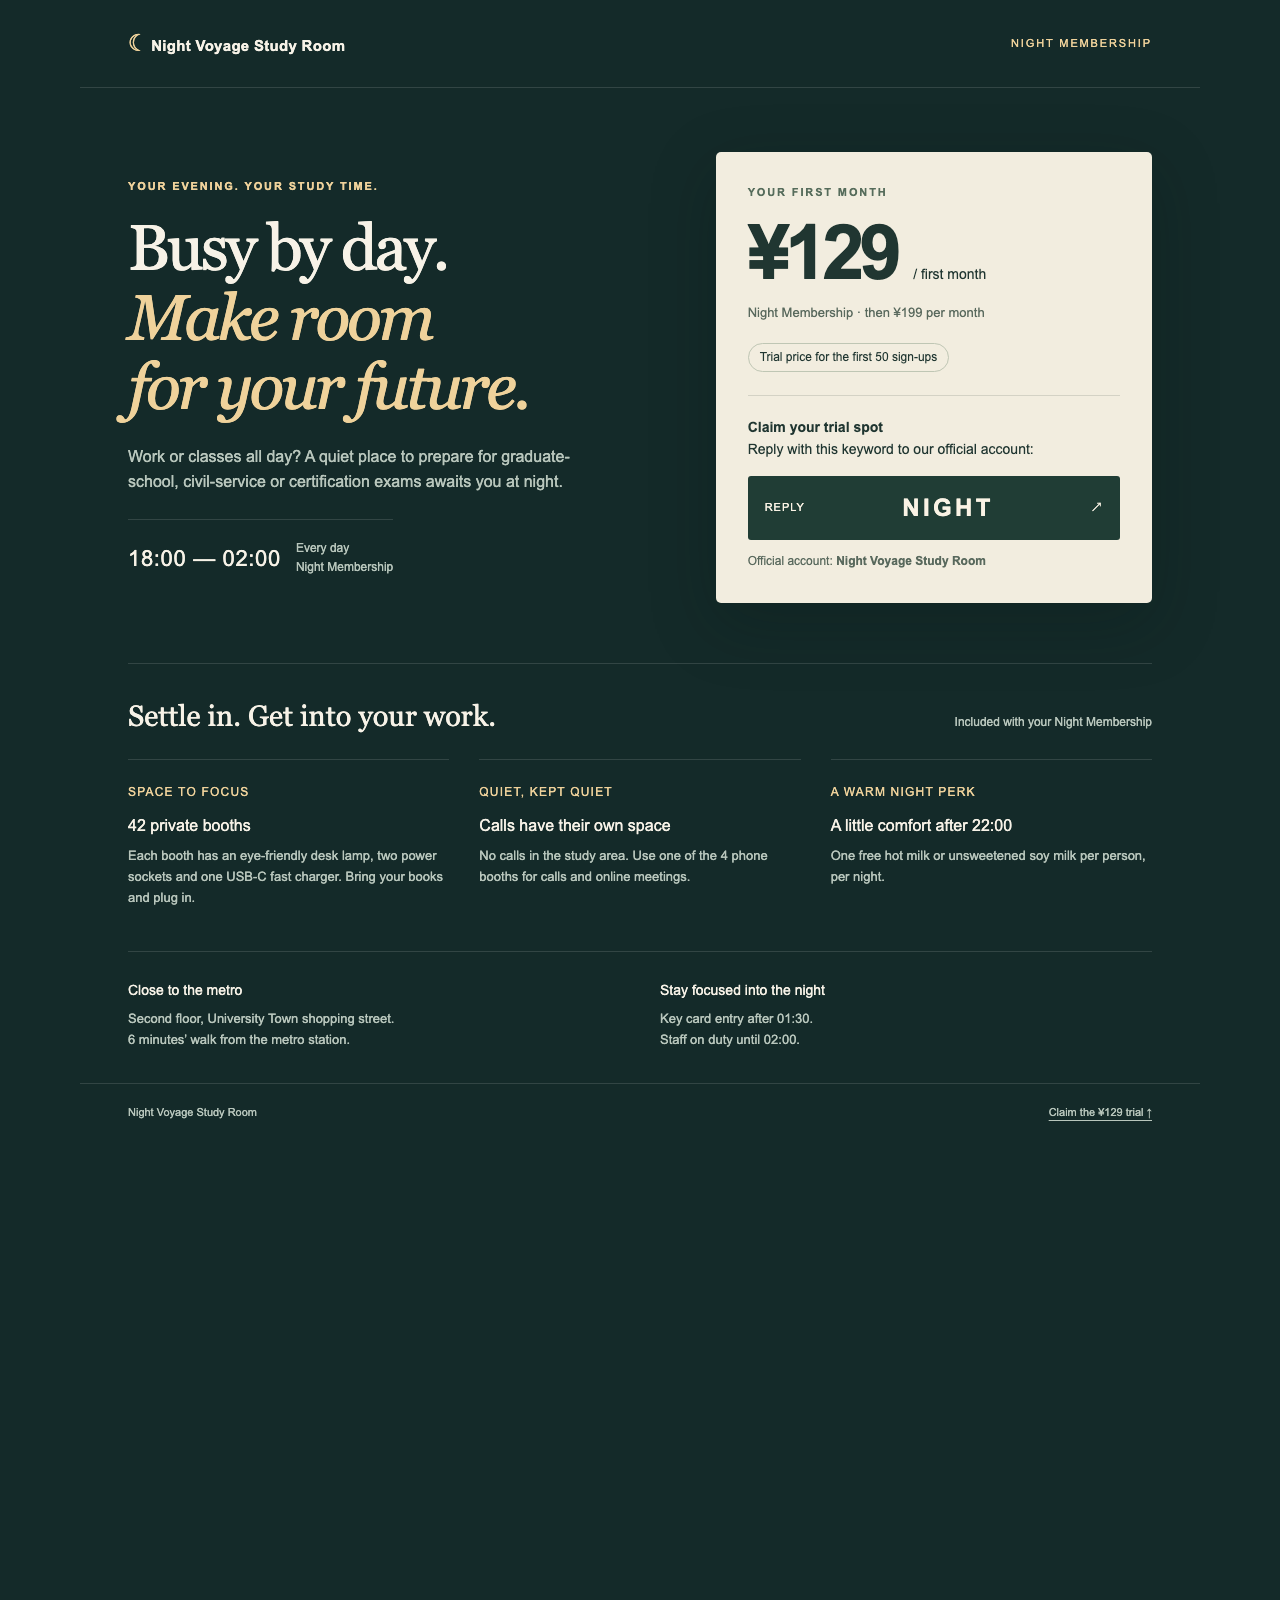 ☾ Night Voyage Study Room
NIGHT MEMBERSHIP
YOUR EVENING. YOUR STUDY TIME.
Busy by day.
Make room
for your future.
Work or classes all day? A quiet place to prepare for graduate-
school, civil-service or certification exams awaits you at night.
18:00 — 02:00
Every day
Night Membership
YOUR FIRST MONTH
¥129 / first month
Night Membership · then ¥199 per month
Trial price for the first 50 sign-ups
Claim your trial spot
Reply with this keyword to our official account:
REPLY NIGHT ↗
Official account: Night Voyage Study Room
Settle in. Get into your work.
Included with your Night Membership
SPACE TO FOCUS
42 private booths
Each booth has an eye-friendly desk lamp, two power
sockets and one USB-C fast charger. Bring your books
and plug in.
QUIET, KEPT QUIET
Calls have their own space
No calls in the study area. Use one of the 4 phone
booths for calls and online meetings.
A WARM NIGHT PERK
A little comfort after 22:00
One free hot milk or unsweetened soy milk per person,
per night.
Close to the metro
Second floor, University Town shopping street.
6 minutes' walk from the metro station.
Stay focused into the night
Key card entry after 01:30.
Staff on duty until 02:00.
Night Voyage Study Room
Claim the ¥129 trial ↑